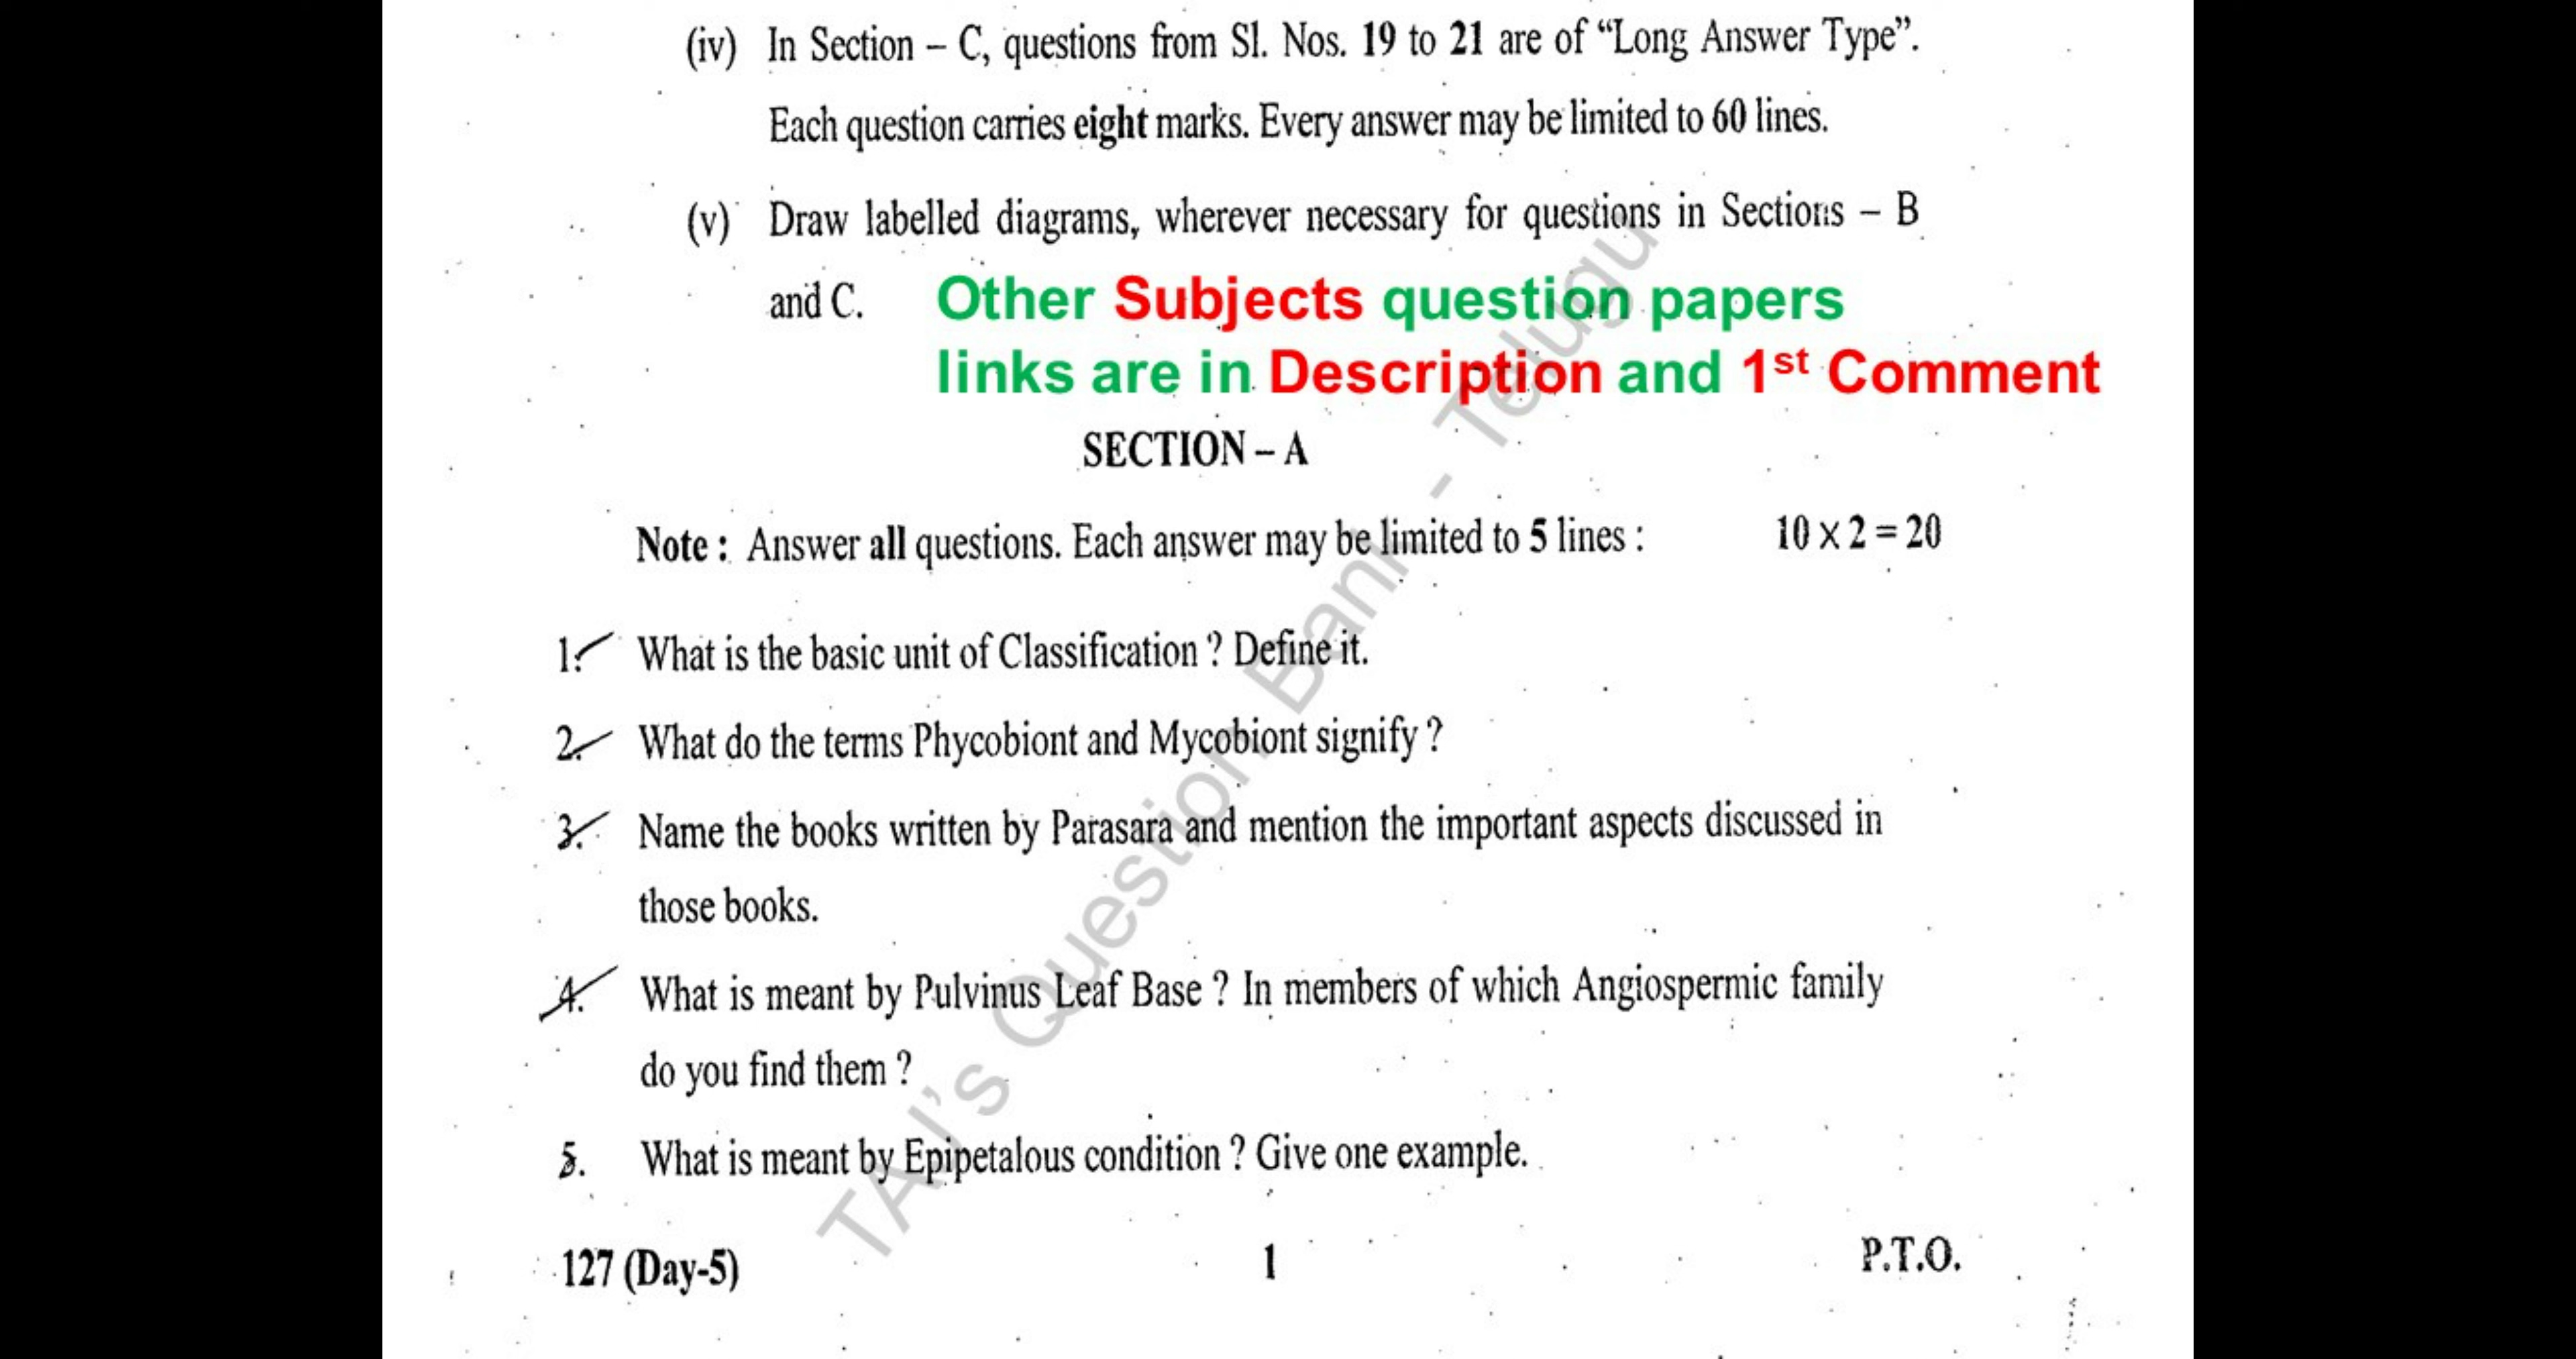 (iv) In Section – C, questions from Sl. Nos. 19 to 21 are of “Long Answer Type”.
Each question carries eight marks. Every answer may be limited to 60 lines.
(v) Draw labelled diagrams, wherever necessary for questions in Sections – B
and C.
Other Subjects question papers
links are in Description and 1st Comment
SECTION – A
Note : Answer all questions. Each answer may be limited to 5 lines : 10 × 2 = 20
1. What is the basic unit of Classification ? Define it.
2. What do the terms Phycobiont and Mycobiont signify ?
3. Name the books written by Parasara and mention the important aspects discussed in
those books.
4. What is meant by Pulvinus Leaf Base ? In members of which Angiospermic family
do you find them ?
5. What is meant by Epipetalous condition ? Give one example.
127 (Day-5) 1 P.T.O.
TAJ's Question Bank - Telugu